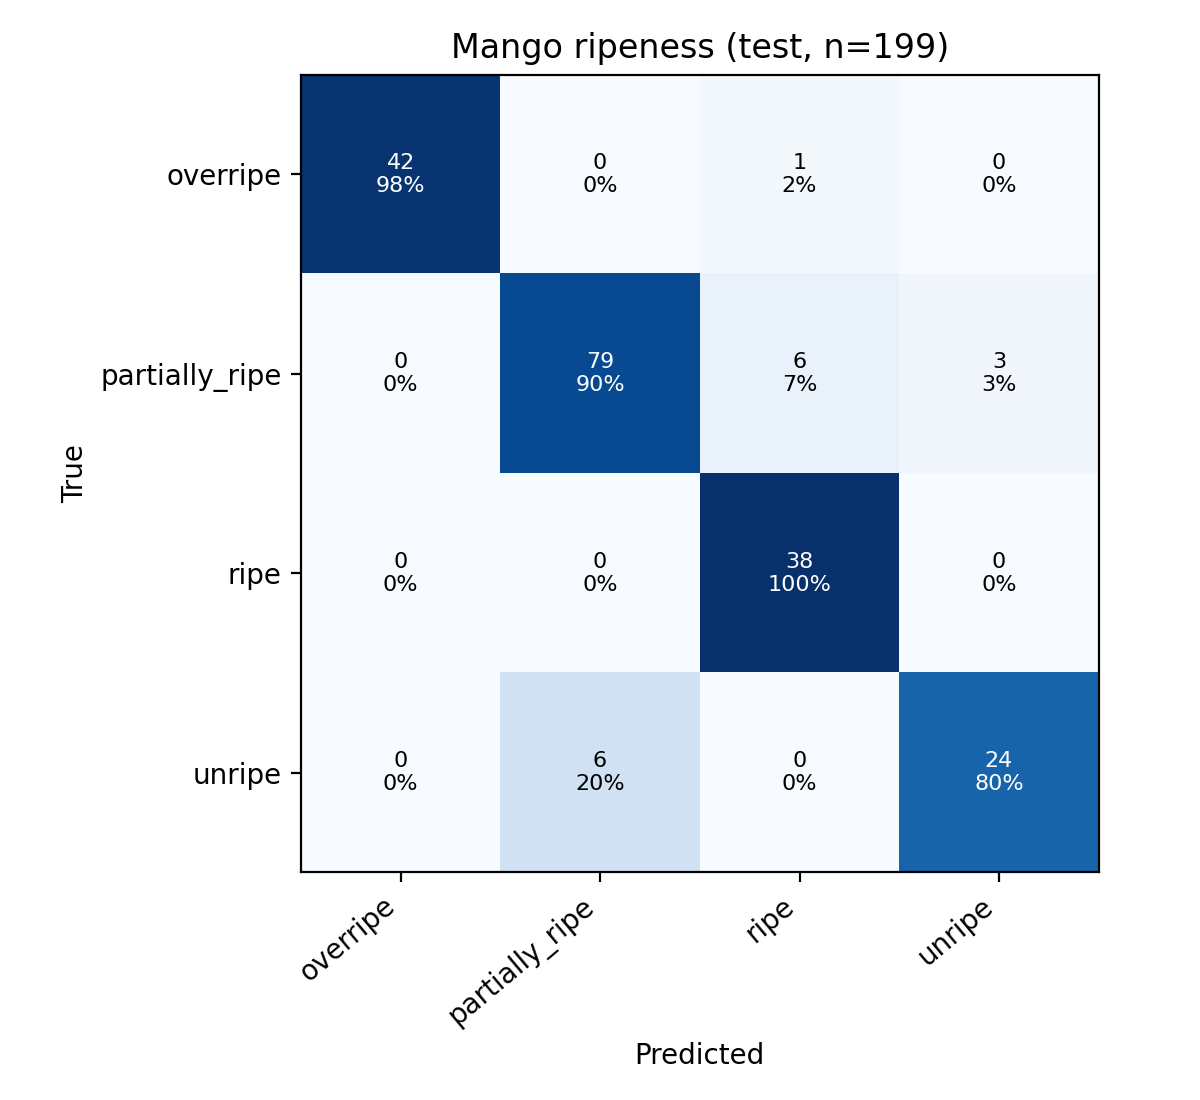 Mango ripeness (test, n=199)
overripe
42
98%
0
0%
1
2%
0
0%
partially_ripe
0
0%
79
90%
6
7%
3
3%
True
ripe
0
0%
0
0%
38
100%
0
0%
unripe
0
0%
6
20%
0
0%
24
80%
overripe
partially_ripe
ripe
unripe
Predicted